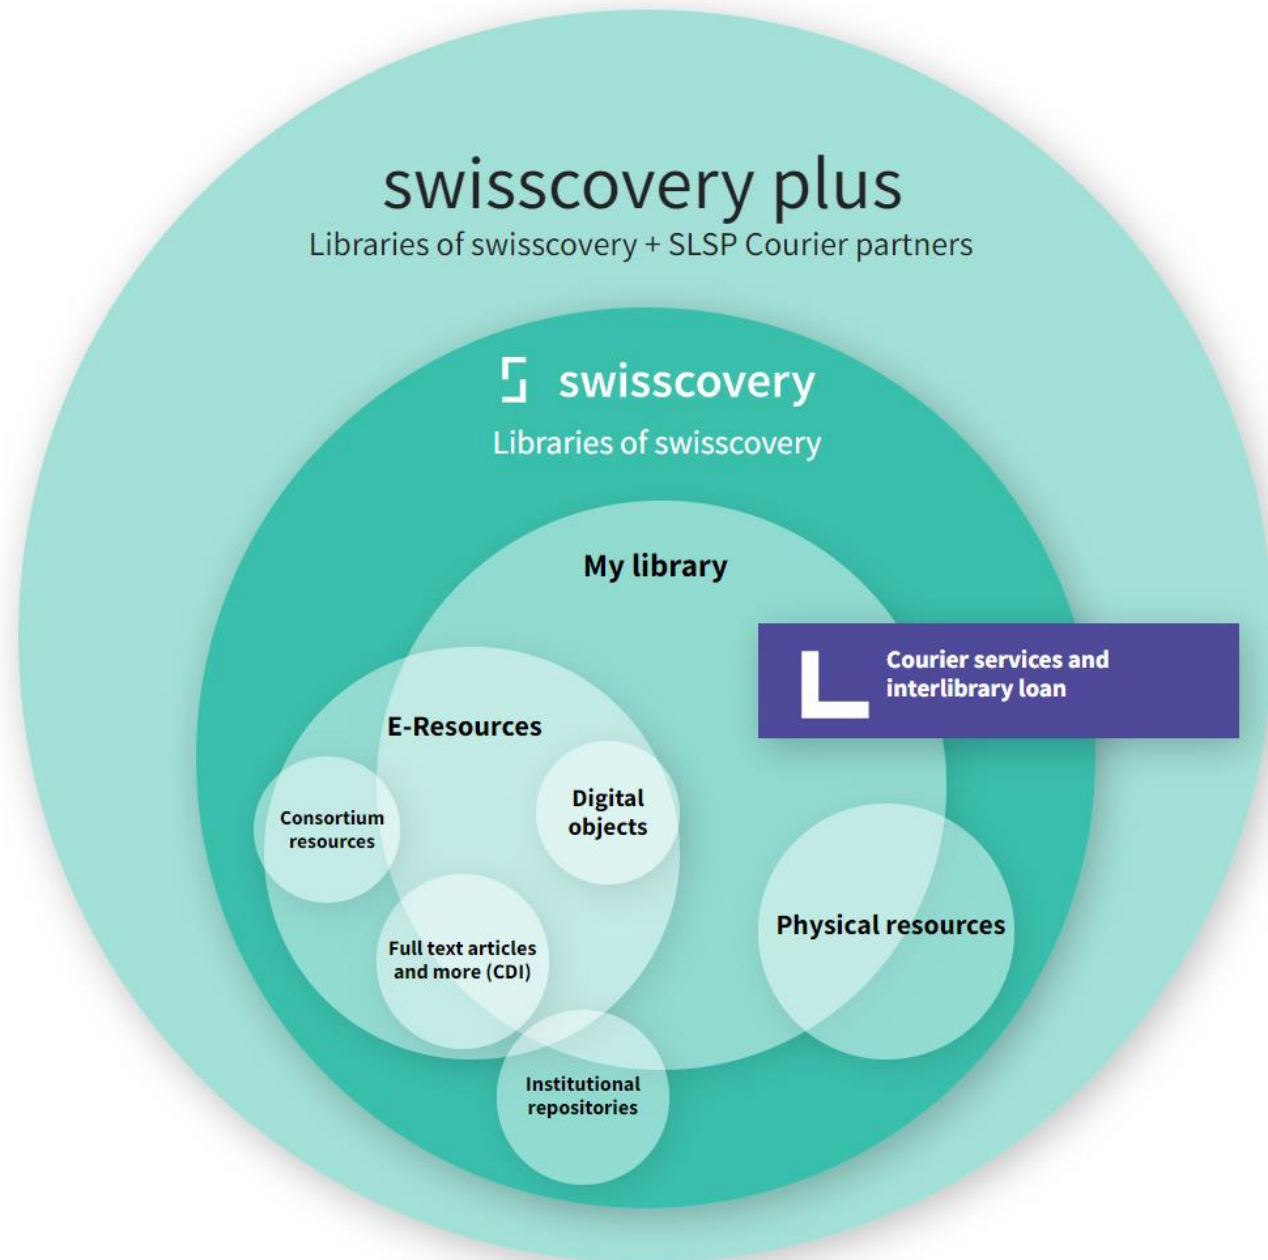 swisscovery plus
Libraries of swisscovery + SLSP Courier partners
swisscovery
Libraries of swisscovery
My library
Courier services and
interlibrary loan
E-Resources
Digital
objects
Consortium
resources
Physical resources
Full text articles
and more (CDI)
Institutional
repositories